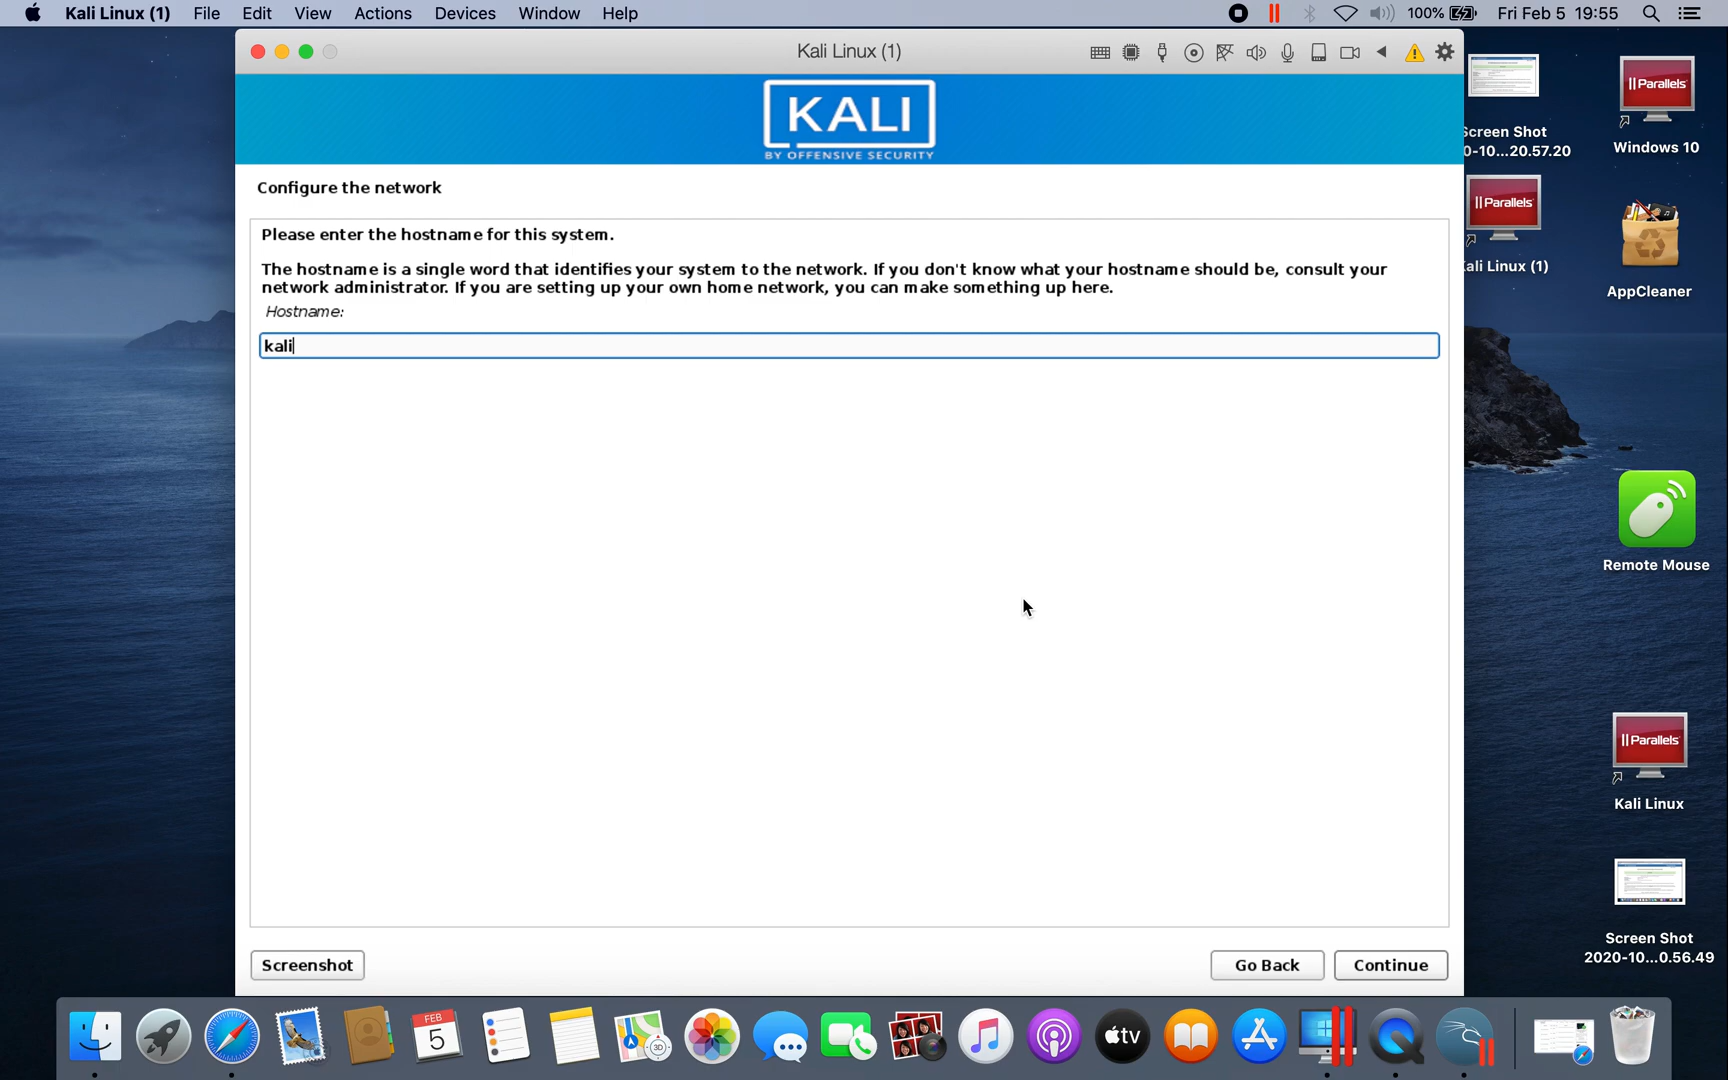 Kali Linux (1) File Edit View Actions Devices Window Help 100% Fri Feb 5 19:55
Kali Linux (1)
KALI
BY OFFENSIVE SECURITY
Configure the network
Please enter the hostname for this system.
The hostname is a single word that identifies your system to the network. If you don't know what your hostname should be, consult your
network administrator. If you are setting up your own home network, you can make something up here.
Hostname:
kali
Screenshot Go Back Continue
Screen Shot
0-10...20.57.20
|| Parallels
Windows 10
|| Parallels
Kali Linux (1)
AppCleaner
Remote Mouse
|| Parallels
Kali Linux
Screen Shot
2020-10...0.56.49
FEB
5
3D
tv